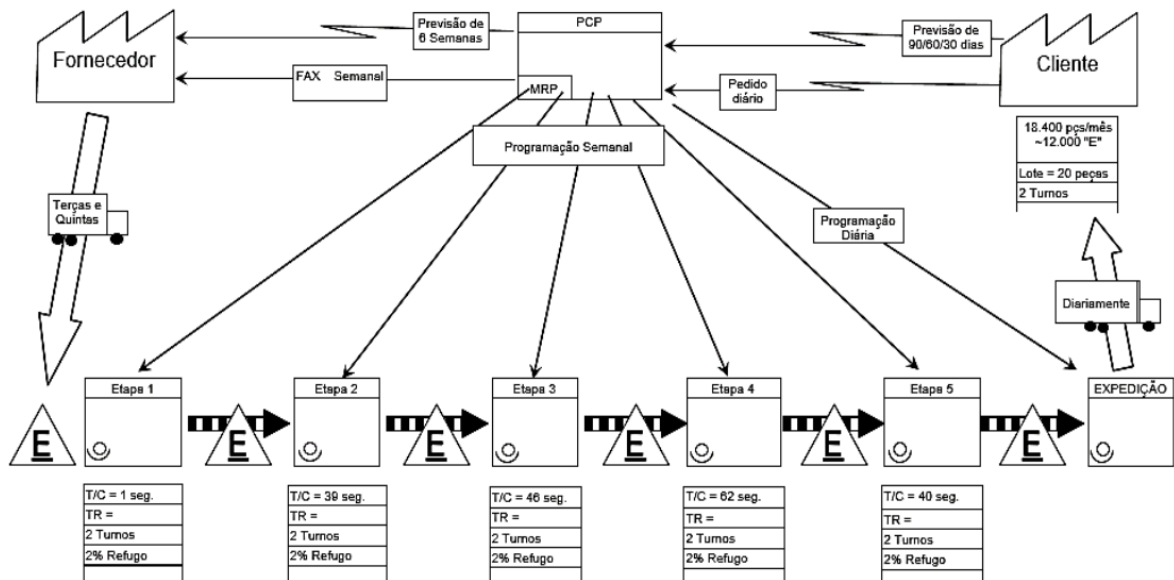 Fornecedor
Previsão de
6 Semanas
FAX Semanal
PCP
MRP
Programação Semanal
Previsão de
90/60/30 dias
Pedido
diário
Cliente
18.400 pçs/mês
~12.000 "E"
Lote = 20 peças
2 Turnos
Terças e
Quintas
Programação
Diária
Diariamente
E
Etapa 1
E
Etapa 2
E
Etapa 3
E
Etapa 4
E
Etapa 5
E
EXPEDIÇÃO
T/C = 1 seg.
TR =
2 Turnos
2% Refugo
T/C = 39 seg.
TR =
2 Turnos
2% Refugo
T/C = 46 seg.
TR =
2 Turnos
2% Refugo
T/C = 62 seg.
TR =
2 Turnos
2% Refugo
T/C = 40 seg.
TR =
2 Turnos
2% Refugo